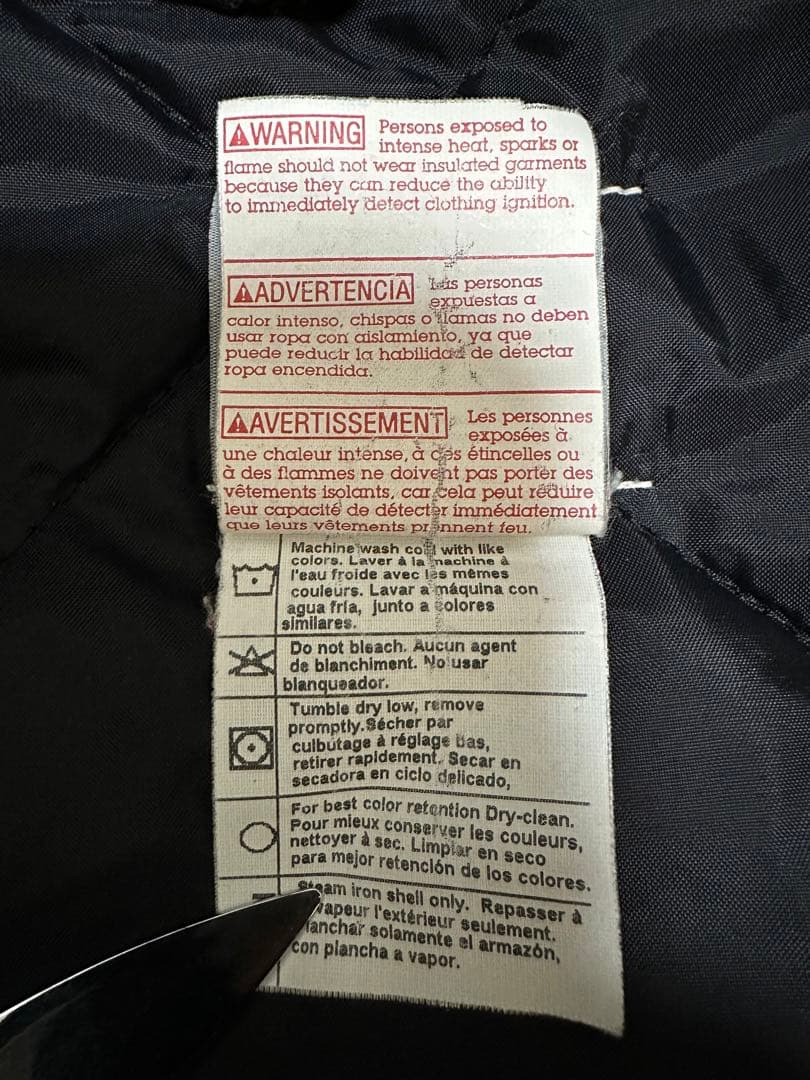 WARNING Persons exposed to
intense heat, sparks or
flame should not wear insulated garments
because they can reduce the ability
to immediately detect clothing ignition.
ADVERTENCIA Las personas
expuestas a
calor intenso, chispas o llamas no deben
usar ropa con aislamiento, ya que
puede reducir la habilidad de detectar
ropa encendida.
AVERTISSEMENT Les personnes
exposées à
une chaleur intense, à des étincelles ou
à des flammes ne doivent pas porter des
vêtements isolants, car cela peut réduire
leur capacité de détecter immédiatement
que leurs vêtements prennent feu.
Machine wash cold with like
colors. Laver à la machine à
l'eau froide avec les mêmes
couleurs. Lavar a máquina con
agua fría, junto a colores
similares.
Do not bleach. Aucun agent
de blanchiment. No usar
blanqueador.
Tumble dry low, remove
promptly.Sécher par
culbutage à réglage bas,
retirer rapidement. Secar en
secadora en ciclo delicado,
For best color retention Dry-clean.
Pour mieux conserver les couleurs,
nettoyer à sec. Limpiar en seco
para mejor retención de los colores.
Steam iron shell only. Repasser à
vapeur l'extérieur seulement.
Planchar solamente el armazón,
con plancha a vapor.